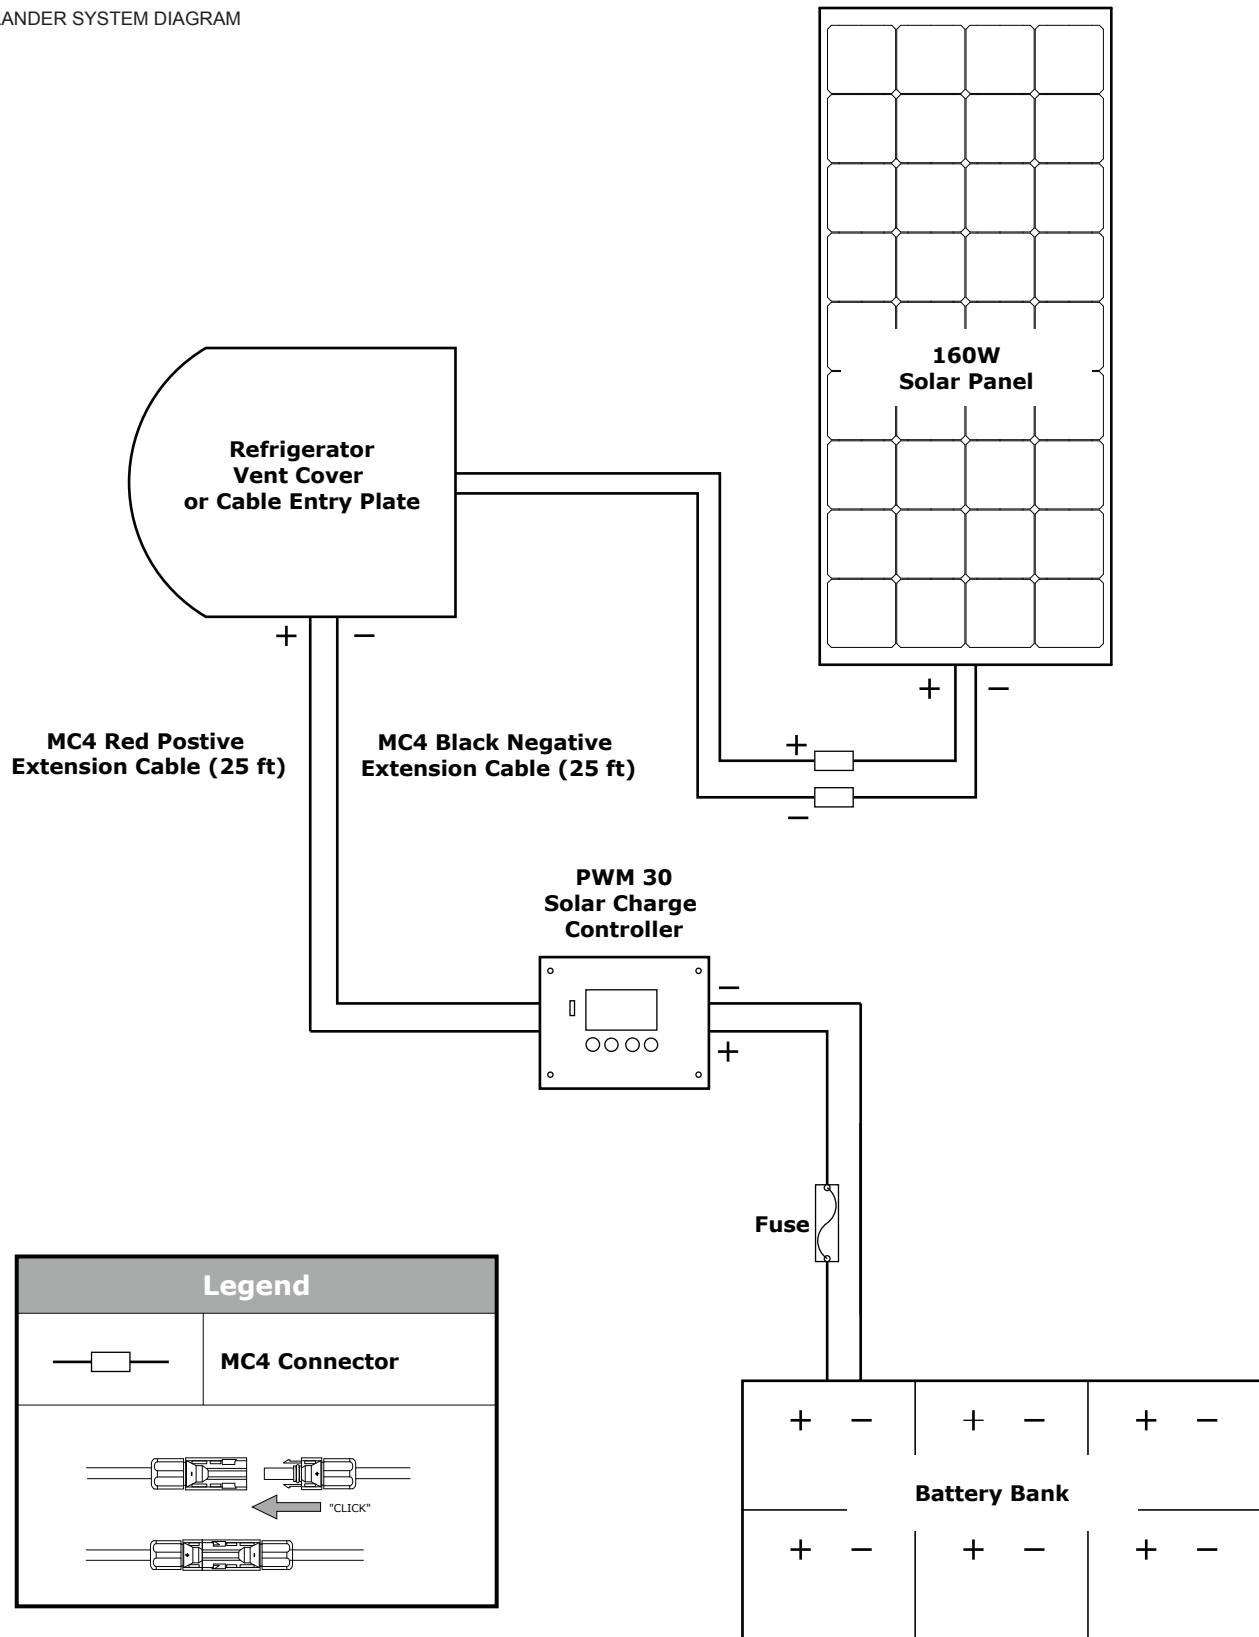 LANDER SYSTEM DIAGRAM
160W
Solar Panel
Refrigerator
Vent Cover
or Cable Entry Plate
+ −
+ −
MC4 Red Postive
Extension Cable (25 ft)
MC4 Black Negative
Extension Cable (25 ft)
+
−
PWM 30
Solar Charge
Controller
−
+
Fuse
Legend
MC4 Connector
- +
"CLICK"
+ -
+ − + − + −
Battery Bank
+ − + − + −